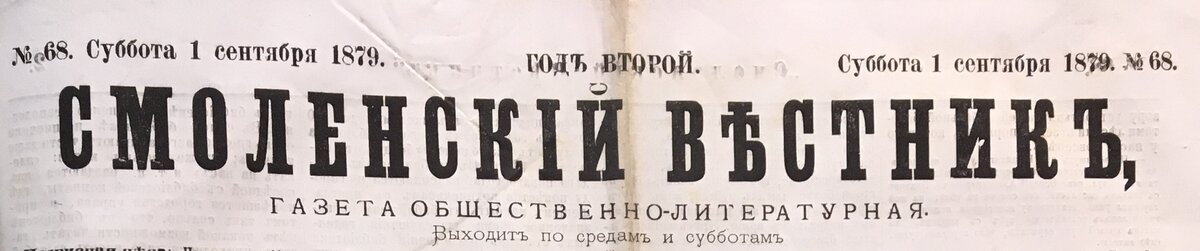 № 68. Суббота 1 сентября 1879. ГОДЪ ВТОРОЙ. Суббота 1 сентября 1879. № 68.
СМОЛЕНСКІЙ ВѢСТНИКЪ,
ГАЗЕТА ОБЩЕСТВЕННО-ЛИТЕРАТУРНАЯ.
Выходитъ по средамъ и субботамъ